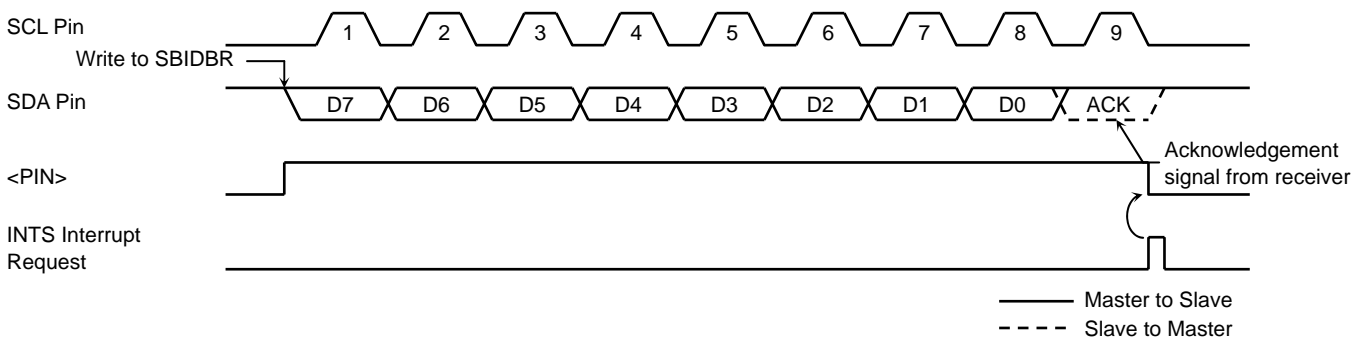 SCL Pin
1 2 3 4 5 6 7 8 9
Write to SBIDBR
SDA Pin
D7 D6 D5 D4 D3 D2 D1 D0 ACK
Acknowledgement
signal from receiver
<PIN>
INTS Interrupt
Request
Master to Slave
Slave to Master